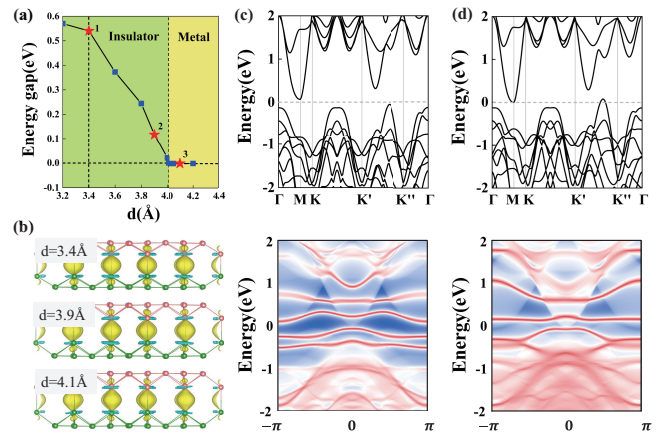 (a)
Energy gap(eV)
0.6
0.5
0.4
0.3
0.2
0.1
0.0
-0.1
Insulator
Metal
1
2
3
3.2 3.4 3.6 3.8 4.0 4.2 4.4
d(Å)
(b)
d=3.4Å
d=3.9Å
d=4.1Å
(c)
Energy(eV)
2
1
0
-1
-2
Γ M K K' K'' Γ
Energy(eV)
2
1
0
-1
-2
−π 0 π
(d)
Energy(eV)
2
1
0
-1
-2
Γ M K K' K'' Γ
Energy(eV)
2
1
0
-1
-2
−π 0 π